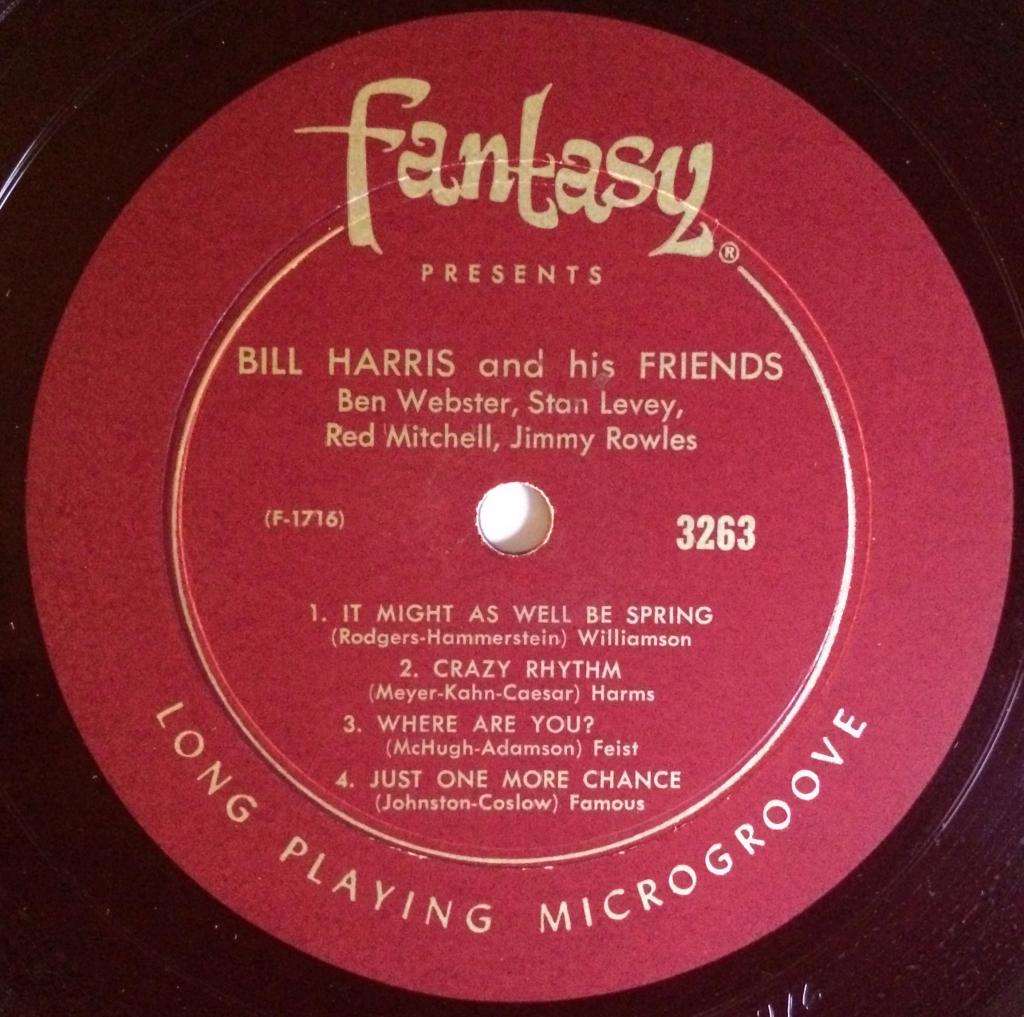 fantasy®
PRESENTS
BILL HARRIS and his FRIENDS
Ben Webster, Stan Levey,
Red Mitchell, Jimmy Rowles
(F-1716)
3263
1. IT MIGHT AS WELL BE SPRING
(Rodgers-Hammerstein) Williamson
2. CRAZY RHYTHM
(Meyer-Kahn-Caesar) Harms
3. WHERE ARE YOU?
(McHugh-Adamson) Feist
4. JUST ONE MORE CHANCE
(Johnston-Coslow) Famous
LONG PLAYING MICROGROOVE